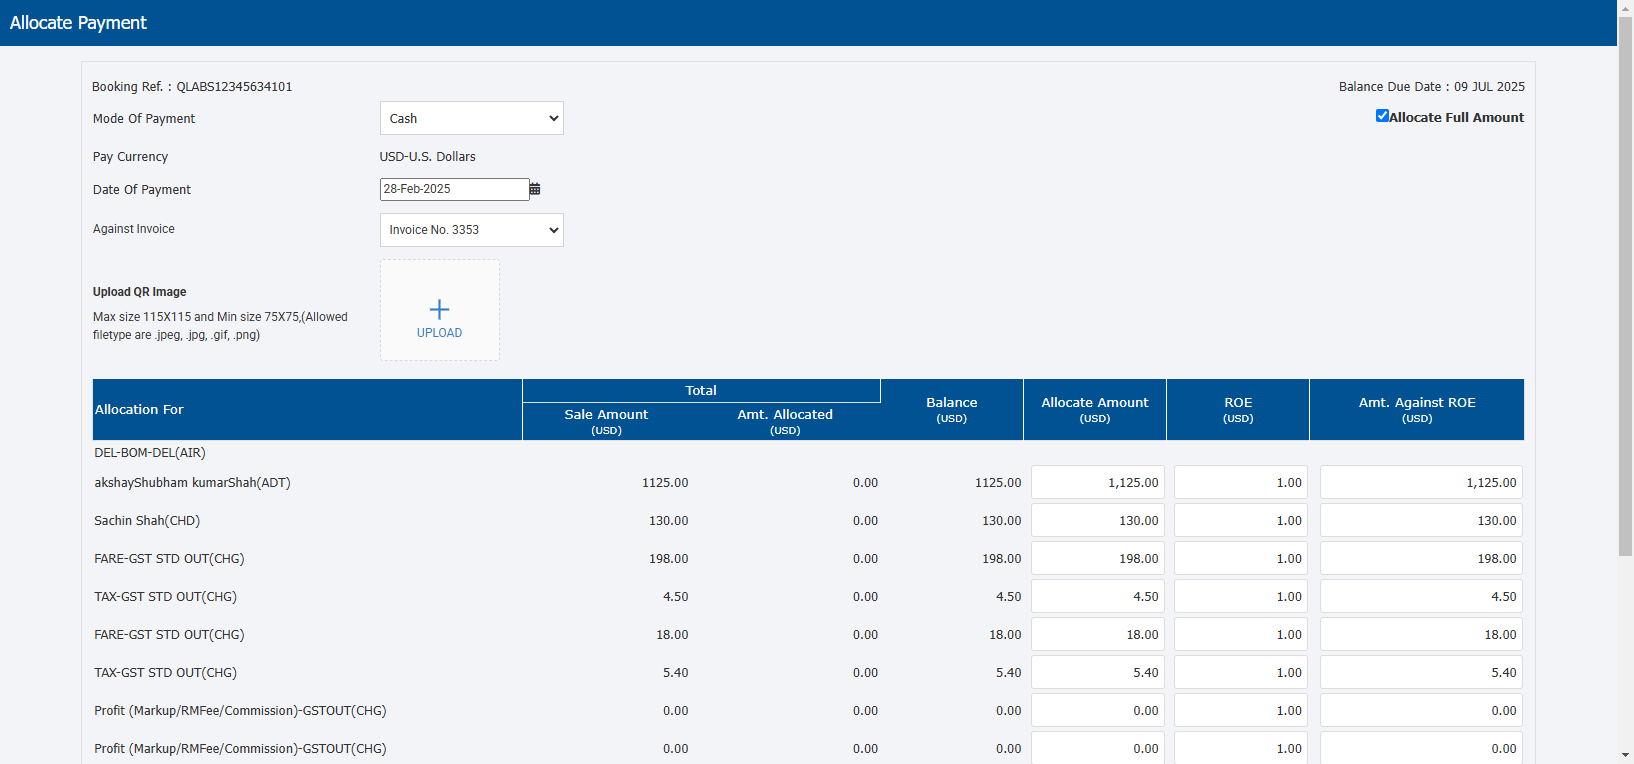 Allocate Payment
Booking Ref. : QLABS12345634101
Balance Due Date : 09 JUL 2025
Mode Of Payment
Cash
Allocate Full Amount
Pay Currency
USD-U.S. Dollars
Date Of Payment
28-Feb-2025
Against Invoice
Invoice No. 3353
Upload QR Image
Max size 115X115 and Min size 75X75,(Allowed
filetype are .jpeg, .jpg, .gif, .png)
UPLOAD
Allocation For
Total
Sale Amount
(USD)
Amt. Allocated
(USD)
Balance
(USD)
Allocate Amount
(USD)
ROE
(USD)
Amt. Against ROE
(USD)
DEL-BOM-DEL(AIR)
akshayShubham kumarShah(ADT) 1125.00 0.00 1125.00 1,125.00 1.00 1,125.00
Sachin Shah(CHD) 130.00 0.00 130.00 130.00 1.00 130.00
FARE-GST STD OUT(CHG) 198.00 0.00 198.00 198.00 1.00 198.00
TAX-GST STD OUT(CHG) 4.50 0.00 4.50 4.50 1.00 4.50
FARE-GST STD OUT(CHG) 18.00 0.00 18.00 18.00 1.00 18.00
TAX-GST STD OUT(CHG) 5.40 0.00 5.40 5.40 1.00 5.40
Profit (Markup/RMFee/Commission)-GSTOUT(CHG) 0.00 0.00 0.00 0.00 1.00 0.00
Profit (Markup/RMFee/Commission)-GSTOUT(CHG) 0.00 0.00 0.00 0.00 1.00 0.00